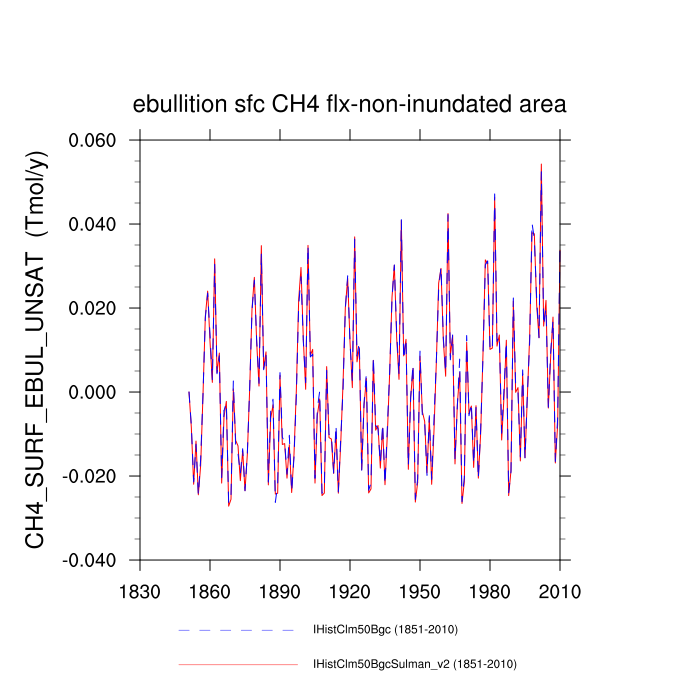 ebullition sfc CH4 flx-non-inundated area
CH4_SURF_EBUL_UNSAT (Tmol/y)
0.060
0.040
0.020
0.000
-0.020
-0.040
1830 1860 1890 1920 1950 1980 2010
IHistClm50Bgc (1851-2010)
IHistClm50BgcSulman_v2 (1851-2010)